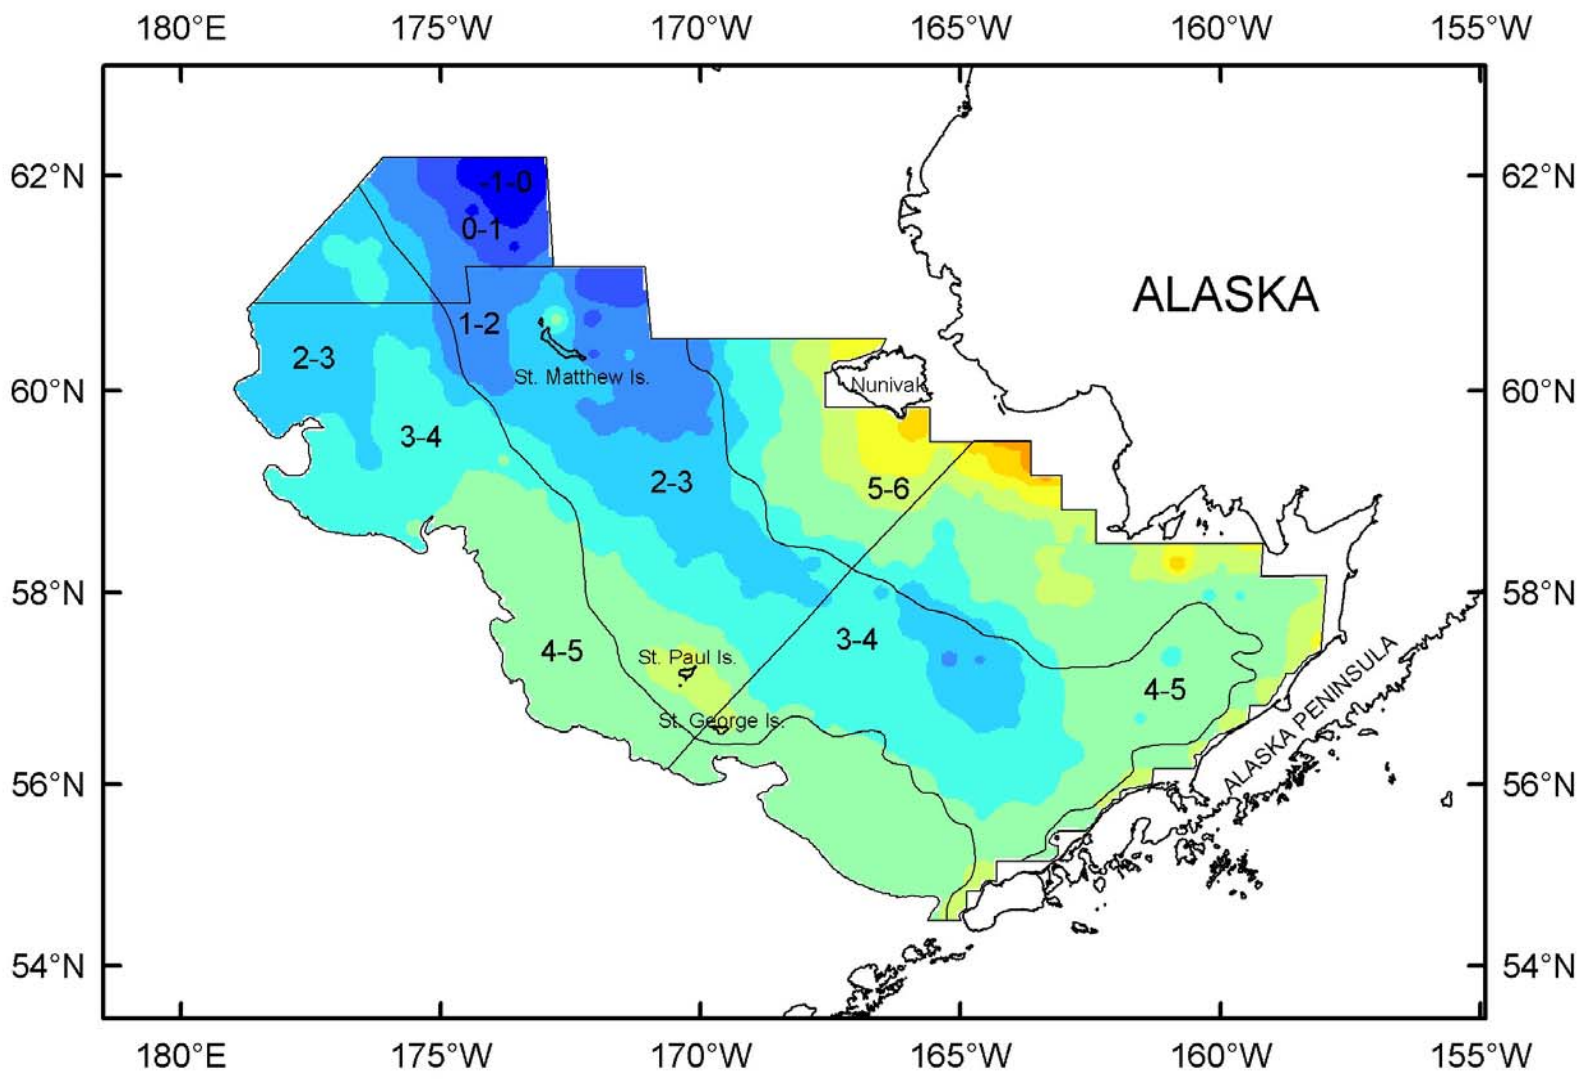 180°E 175°W 170°W 165°W 160°W 155°W
62°N 62°N
-1-0
0-1
ALASKA
1-2
2-3
St. Matthew Is.
Nunivak
60°N 60°N
3-4
2-3
5-6
58°N 58°N
3-4
4-5
St. Paul Is.
4-5
St. George Is.
ALASKA PENINSULA
56°N 56°N
54°N 54°N
180°E 175°W 170°W 165°W 160°W 155°W